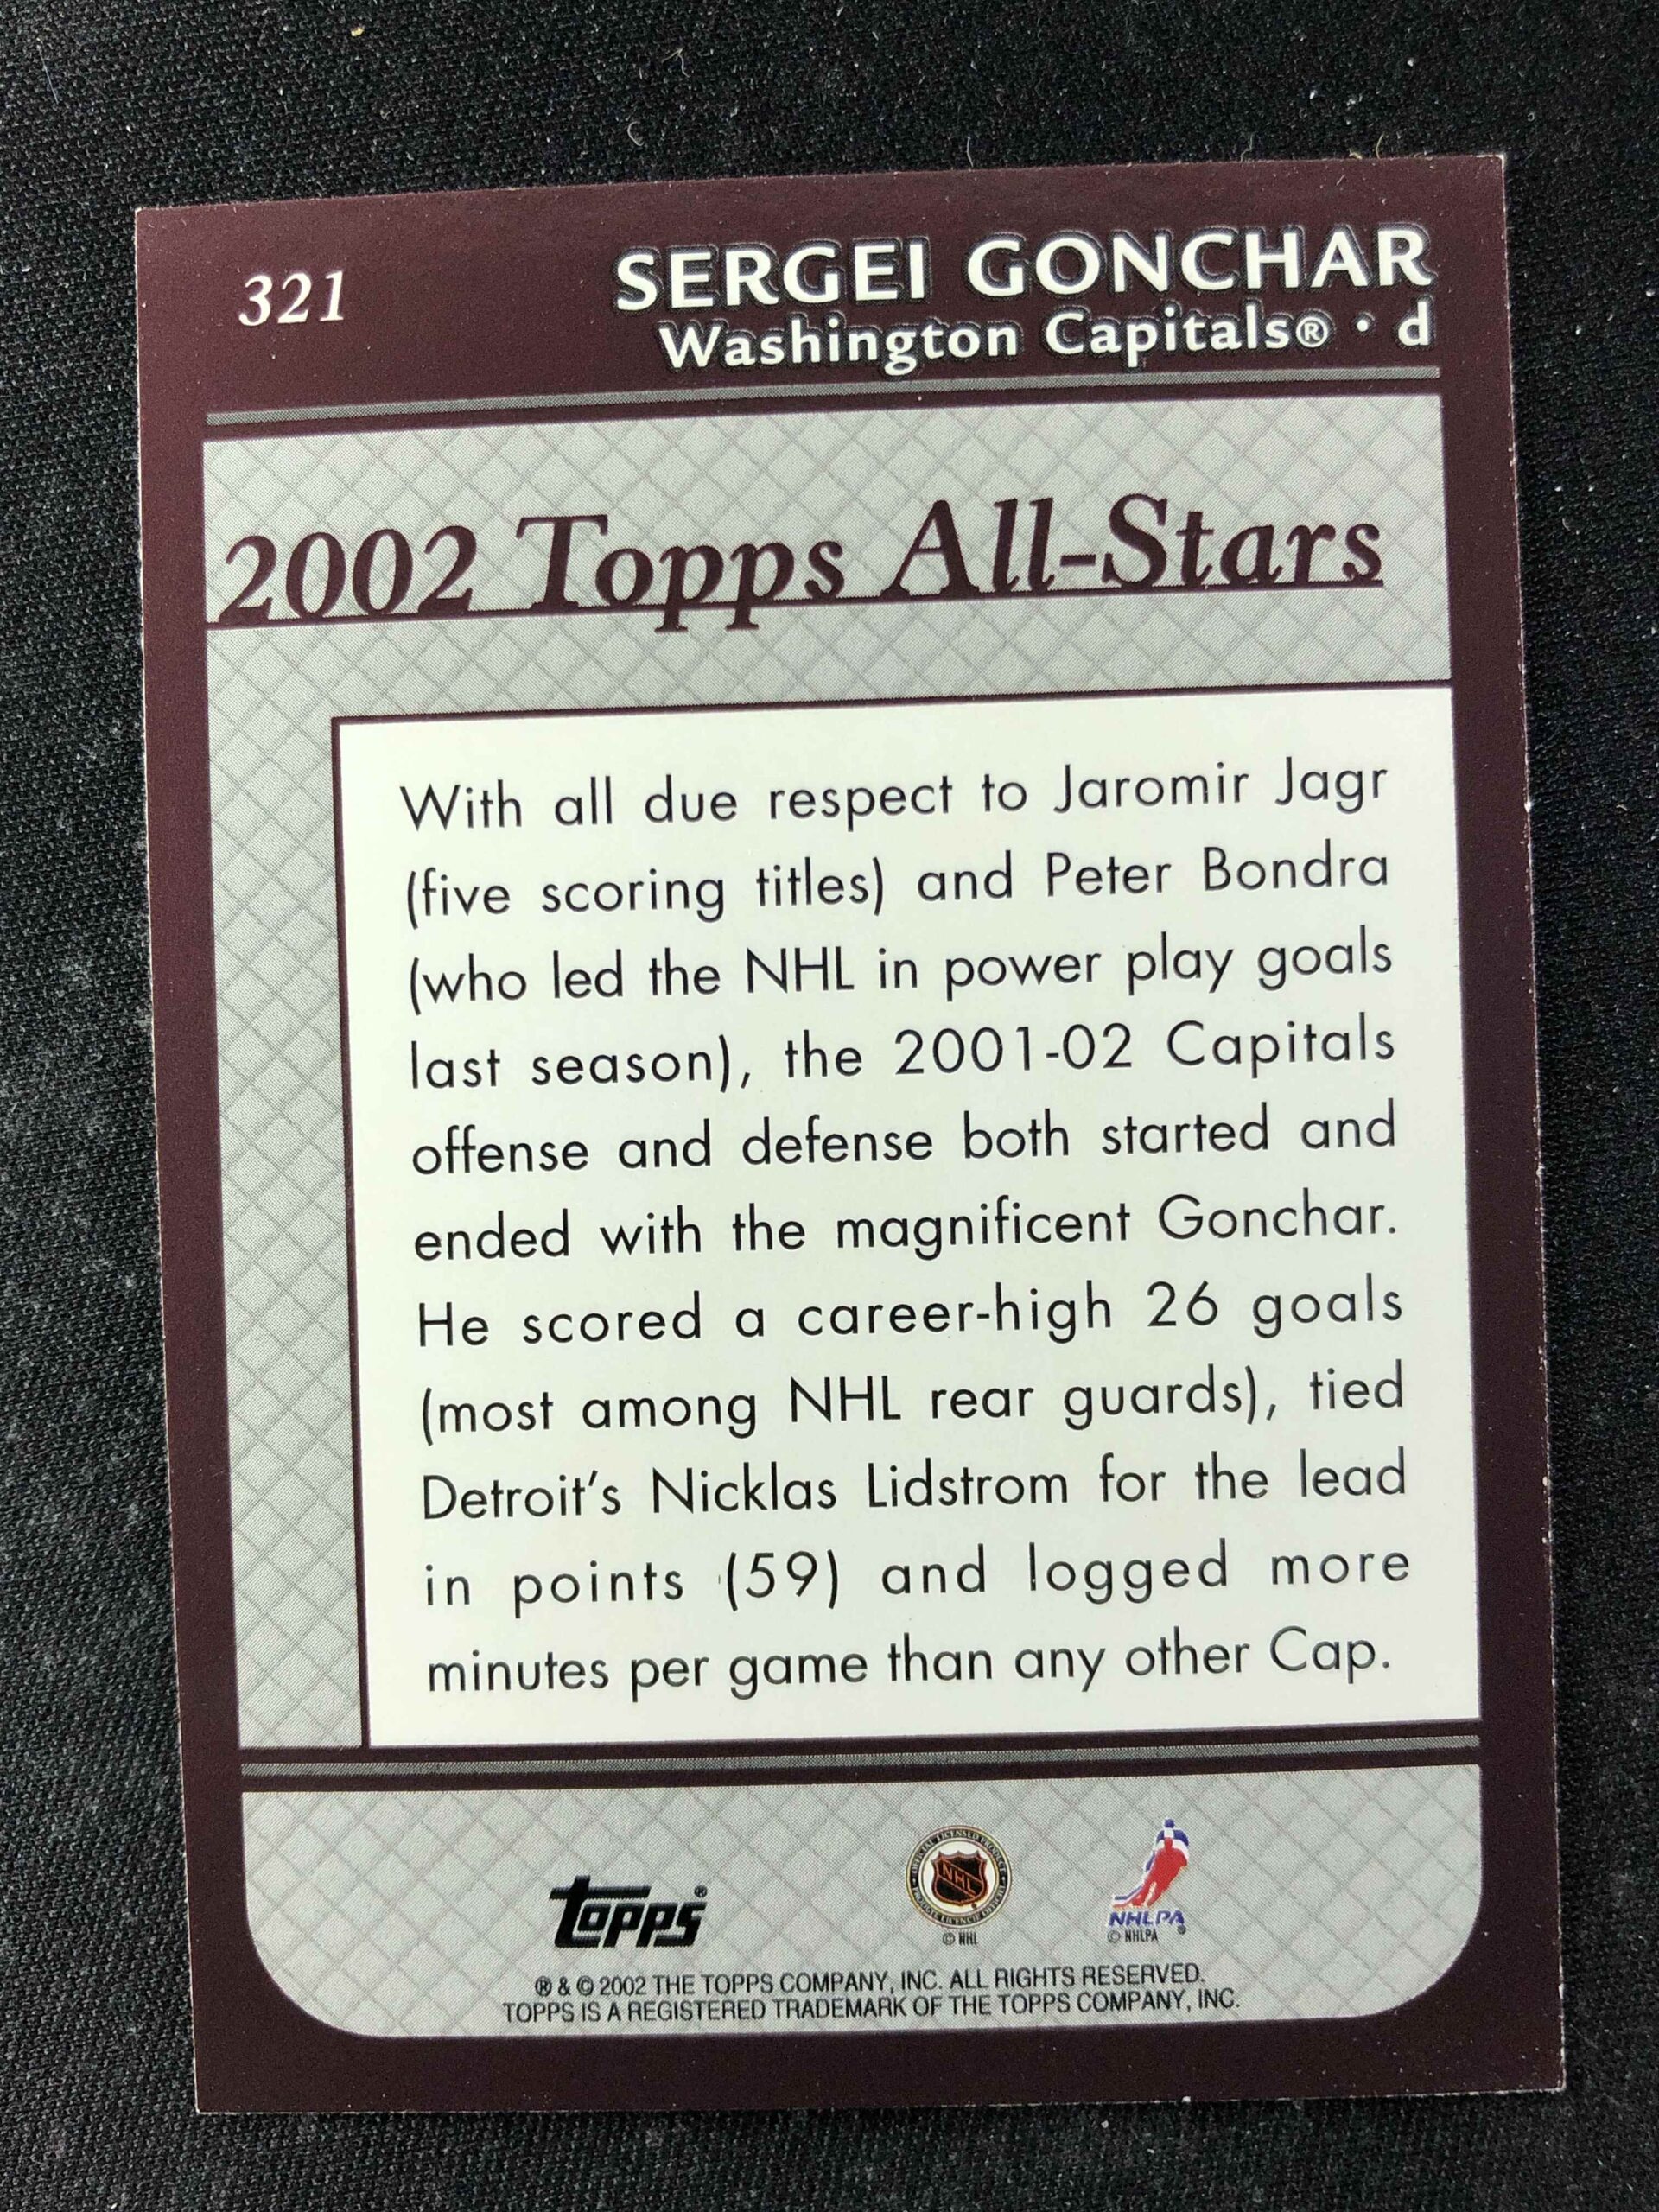 321
SERGEI GONCHAR
Washington Capitals® • d
2002 Topps All-Stars
With all due respect to Jaromir Jagr
(five scoring titles) and Peter Bondra
(who led the NHL in power play goals
last season), the 2001-02 Capitals
offense and defense both started and
ended with the magnificent Gonchar.
He scored a career-high 26 goals
(most among NHL rear guards), tied
Detroit's Nicklas Lidstrom for the lead
in points (59) and logged more
minutes per game than any other Cap.
topps®
NHL
© NHL
NHLPA®
© NHLPA
® & © 2002 THE TOPPS COMPANY, INC. ALL RIGHTS RESERVED.
TOPPS IS A REGISTERED TRADEMARK OF THE TOPPS COMPANY, INC.